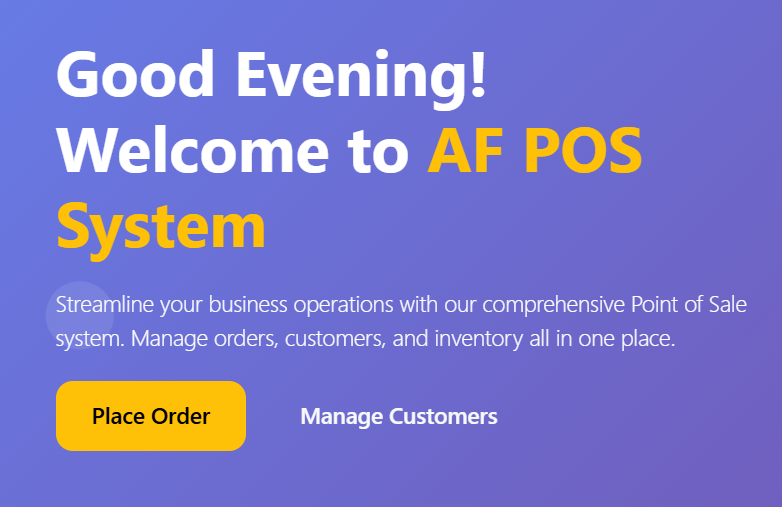 Good Evening!
Welcome to AF POS
System
Streamline your business operations with our comprehensive Point of Sale
system. Manage orders, customers, and inventory all in one place.
Place Order
Manage Customers